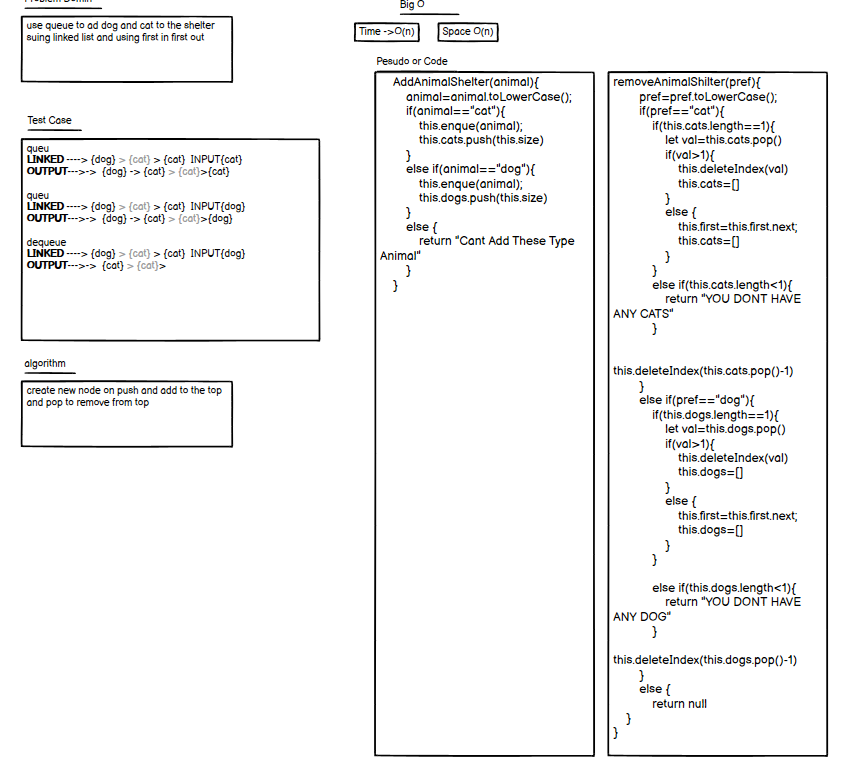 Problem Domin
use queue to ad dog and cat to the shelter
suing linked list and using first in first out
Test Case
queu
LINKED ----> {dog} > {cat} > {cat} INPUT{cat}
OUTPUT--->-> {dog} -> {cat} > {cat}>{cat}
queu
LINKED ----> {dog} > {cat} > {cat} INPUT{dog}
OUTPUT--->-> {dog} -> {cat} > {cat}>{dog}
dequeue
LINKED ----> {dog} > {cat} > {cat} INPUT{dog}
OUTPUT--->-> {cat} > {cat}>
algorithm
create new node on push and add to the top
and pop to remove from top
Big O
Time ->O(n)
Space O(n)
Pesudo or Code
AddAnimalShelter(animal){
animal=animal.toLowerCase();
if(animal=="cat"){
this.enque(animal);
this.cats.push(this.size)
}
else if(animal=="dog"){
this.enque(animal);
this.dogs.push(this.size)
}
else {
return "Cant Add These Type
Animal"
}
}
removeAnimalShilter(pref){
pref=pref.toLowerCase();
if(pref=="cat"){
if(this.cats.length==1){
let val=this.cats.pop()
if(val>1){
this.deleteIndex(val)
this.cats=[]
}
else {
this.first=this.first.next;
this.cats=[]
}
}
else if(this.cats.length<1){
return "YOU DONT HAVE
ANY CATS"
}
this.deleteIndex(this.cats.pop()-1)
}
else if(pref=="dog"){
if(this.dogs.length==1){
let val=this.dogs.pop()
if(val>1){
this.deleteIndex(val)
this.dogs=[]
}
else {
this.first=this.first.next;
this.dogs=[]
}
}
else if(this.dogs.length<1){
return "YOU DONT HAVE
ANY DOG"
}
this.deleteIndex(this.dogs.pop()-1)
}
else {
return null
}
}